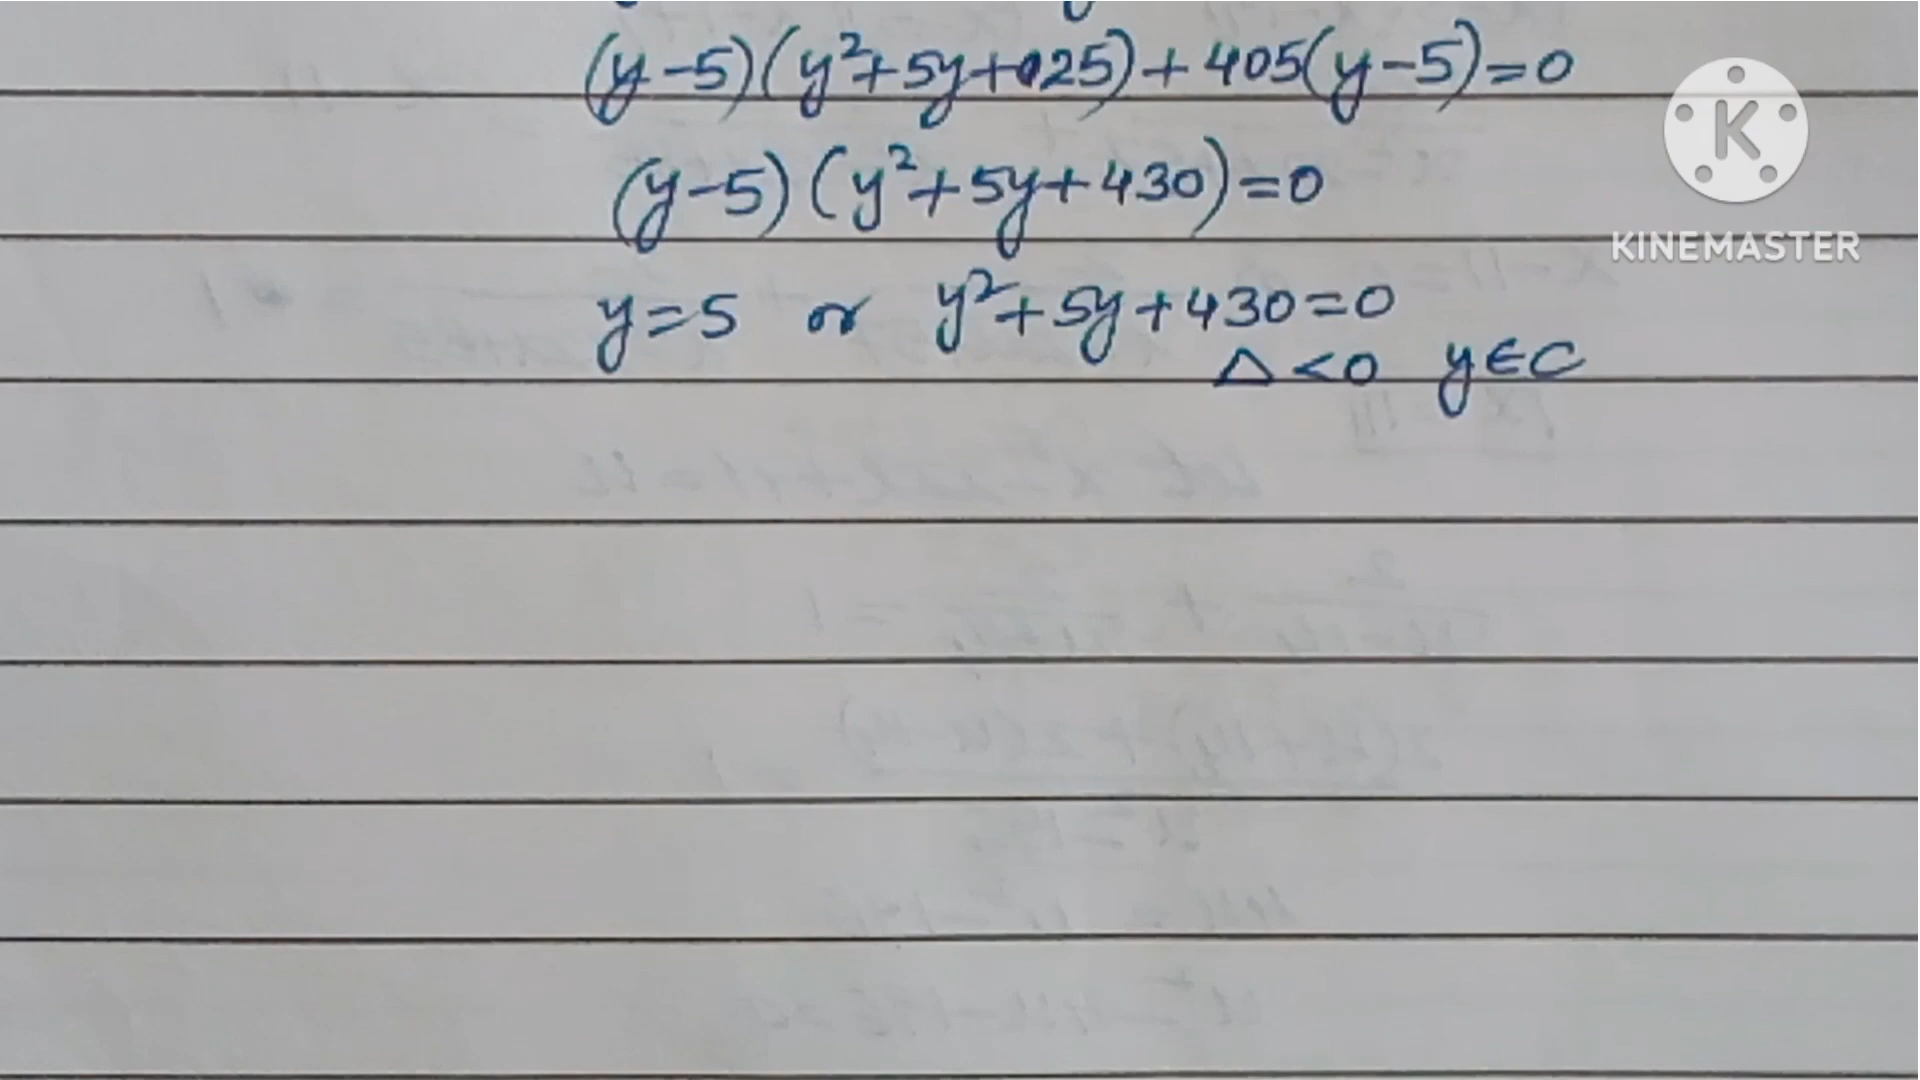 (y-5)(y²+5y+025)+405(y-5)=0
(y-5)(y²+5y+430)=0
y=5 or y²+5y+430=0
Δ<0 y∈C
K
KINEMASTER